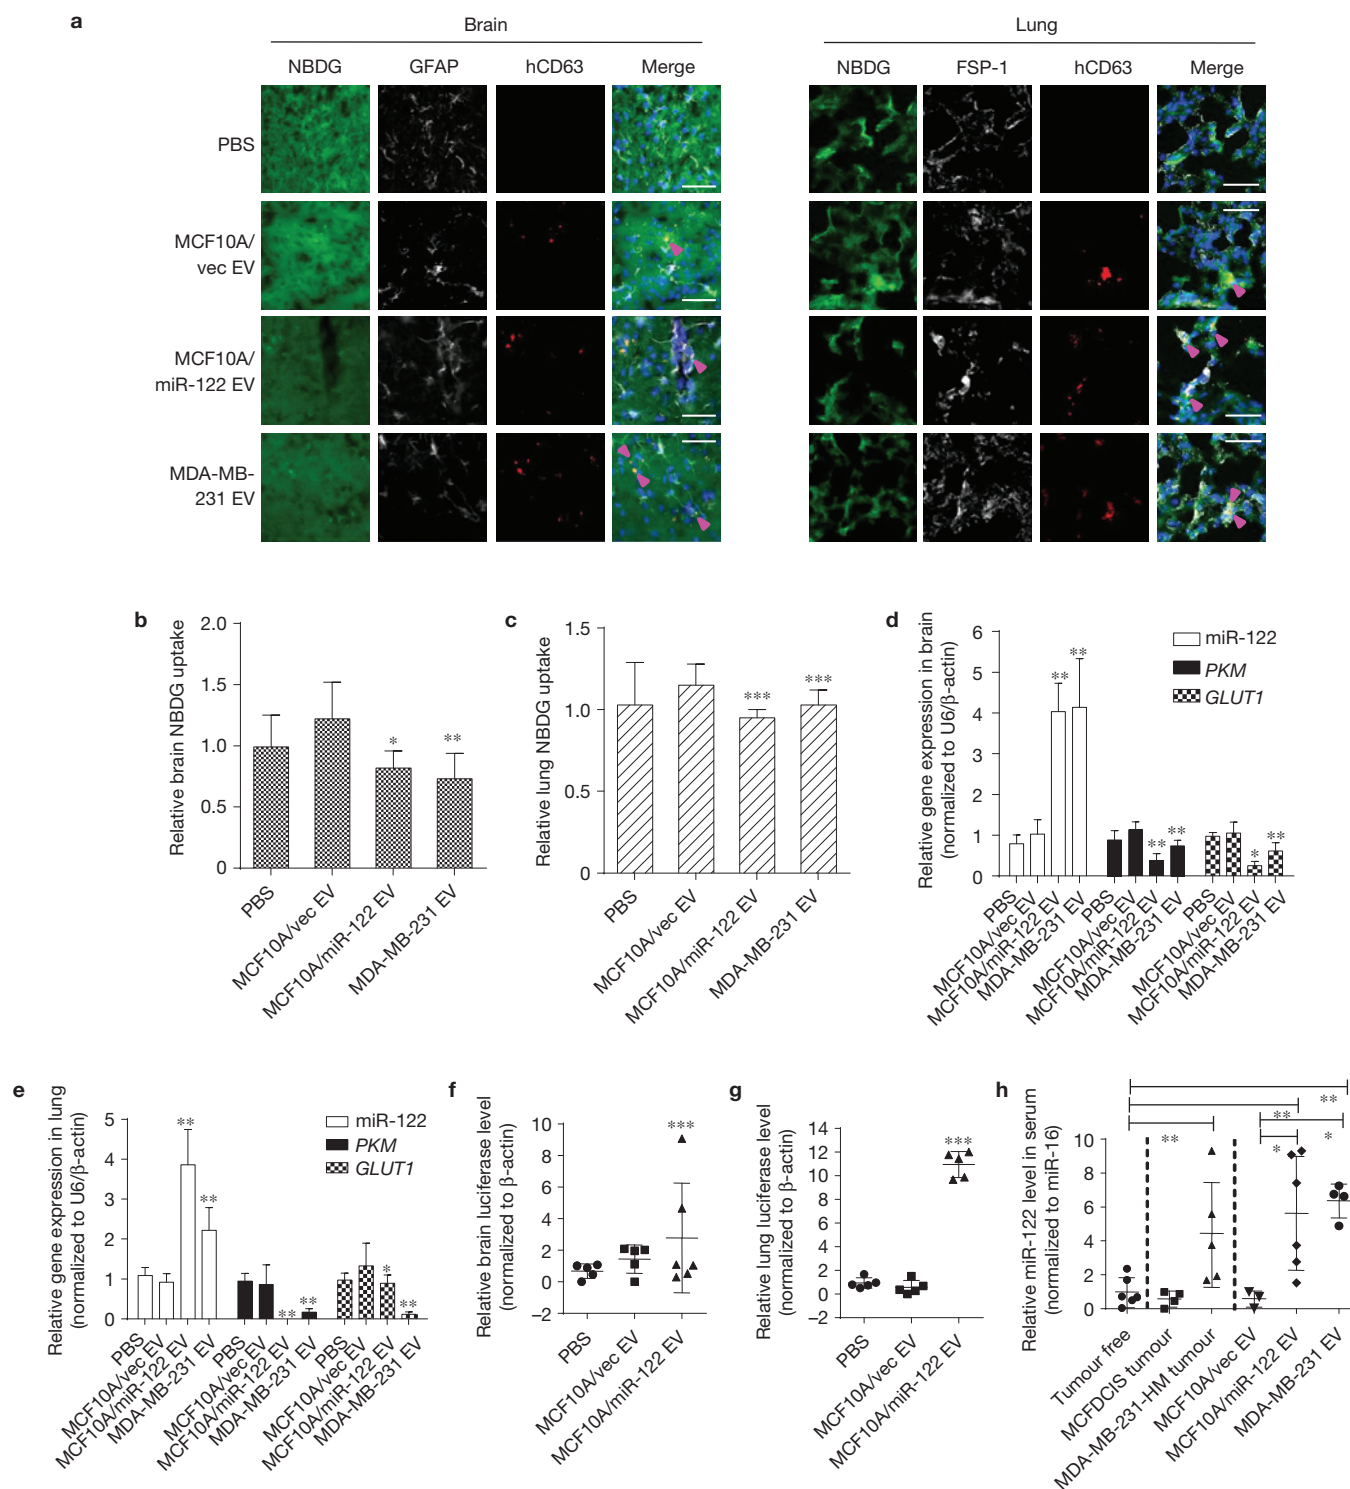 a
Brain
Lung
NBDG
GFAP
hCD63
Merge
NBDG
FSP-1
hCD63
Merge
PBS
MCF10A/
vec EV
MCF10A/
miR-122 EV
MDA-MB-
231 EV
b
Relative brain NBDG uptake
2.0
1.5
1.0
0.5
0
*
**
PBS
MCF10A/vec EV
MCF10A/miR-122 EV
MDA-MB-231 EV
c
Relative lung NBDG uptake
1.5
1.0
0.5
0
***
***
PBS
MCF10A/vec EV
MCF10A/miR-122 EV
MDA-MB-231 EV
d
Relative gene expression in brain
(normalized to U6/β-actin)
6
5
4
3
2
1
0
miR-122
PKM
GLUT1
**
**
**
**
*
**
PBS
MCF10A/vec EV
MCF10A/miR-122 EV
MDA-MB-231 EV
PBS
MCF10A/vec EV
MCF10A/miR-122 EV
MDA-MB-231 EV
PBS
MCF10A/vec EV
MCF10A/miR-122 EV
MDA-MB-231 EV
e
Relative gene expression in lung
(normalized to U6/β-actin)
5
4
3
2
1
0
miR-122
PKM
GLUT1
**
**
**
**
*
**
PBS
MCF10A/vec EV
MCF10A/miR-122 EV
MDA-MB-231 EV
PBS
MCF10A/vec EV
MCF10A/miR-122 EV
MDA-MB-231 EV
PBS
MCF10A/vec EV
MCF10A/miR-122 EV
MDA-MB-231 EV
f
Relative brain luciferase level
(normalized to β-actin)
10
8
6
4
2
0
−2
***
PBS
MCF10A/vec EV
MCF10A/miR-122 EV
g
Relative lung luciferase level
(normalized to β-actin)
14
12
10
8
6
4
2
0
−2
***
PBS
MCF10A/vec EV
MCF10A/miR-122 EV
h
Relative miR-122 level in serum
(normalized to miR-16)
10
8
6
4
2
0
**
**
**
*
*
Tumour free
MCFDCIS tumour
MDA-MB-231-HM tumour
MCF10A/vec EV
MCF10A/miR-122 EV
MDA-MB-231 EV